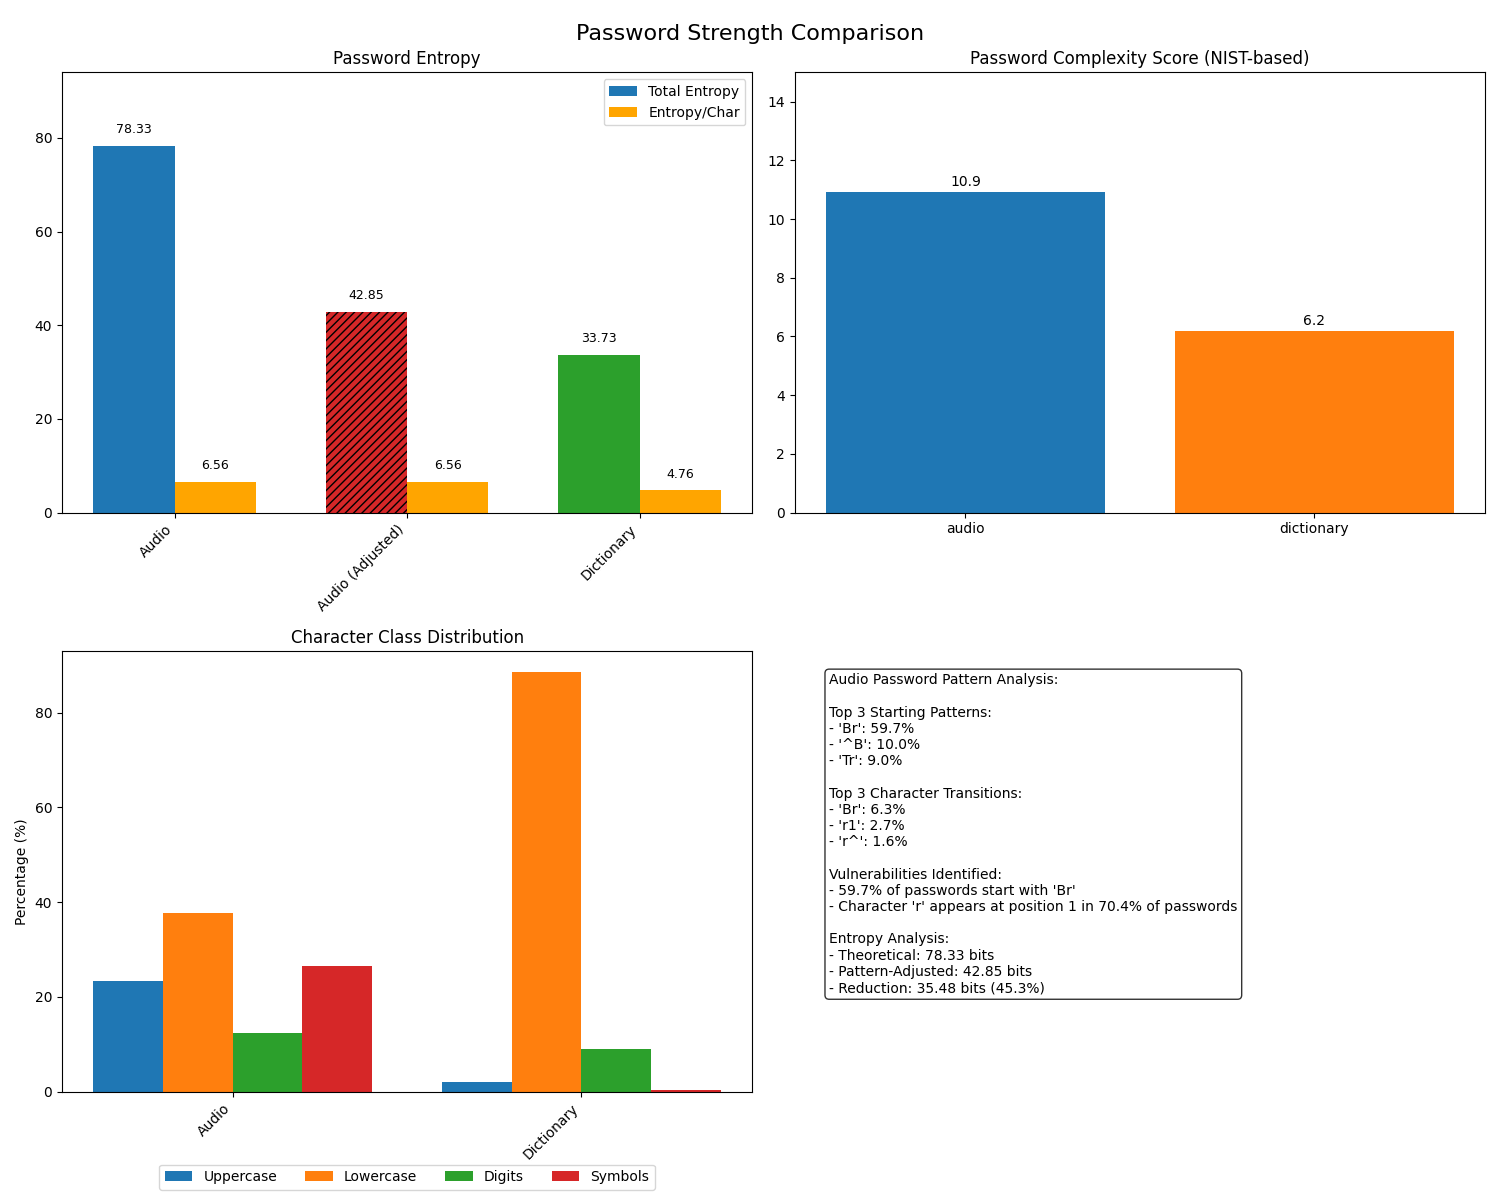 Password Strength Comparison
Password Entropy
Total Entropy
Entropy/Char
80
60
40
20
0
78.33
6.56
42.85
6.56
33.73
4.76
Audio
Audio (Adjusted)
Dictionary
Password Complexity Score (NIST-based)
14
12
10
8
6
4
2
0
10.9
6.2
audio
dictionary
Character Class Distribution
Percentage (%)
80
60
40
20
0
Audio
Dictionary
Uppercase
Lowercase
Digits
Symbols
Audio Password Pattern Analysis:
Top 3 Starting Patterns:
- 'Br': 59.7%
- '^B': 10.0%
- 'Tr': 9.0%
Top 3 Character Transitions:
- 'Br': 6.3%
- 'r1': 2.7%
- 'r^': 1.6%
Vulnerabilities Identified:
- 59.7% of passwords start with 'Br'
- Character 'r' appears at position 1 in 70.4% of passwords
Entropy Analysis:
- Theoretical: 78.33 bits
- Pattern-Adjusted: 42.85 bits
- Reduction: 35.48 bits (45.3%)